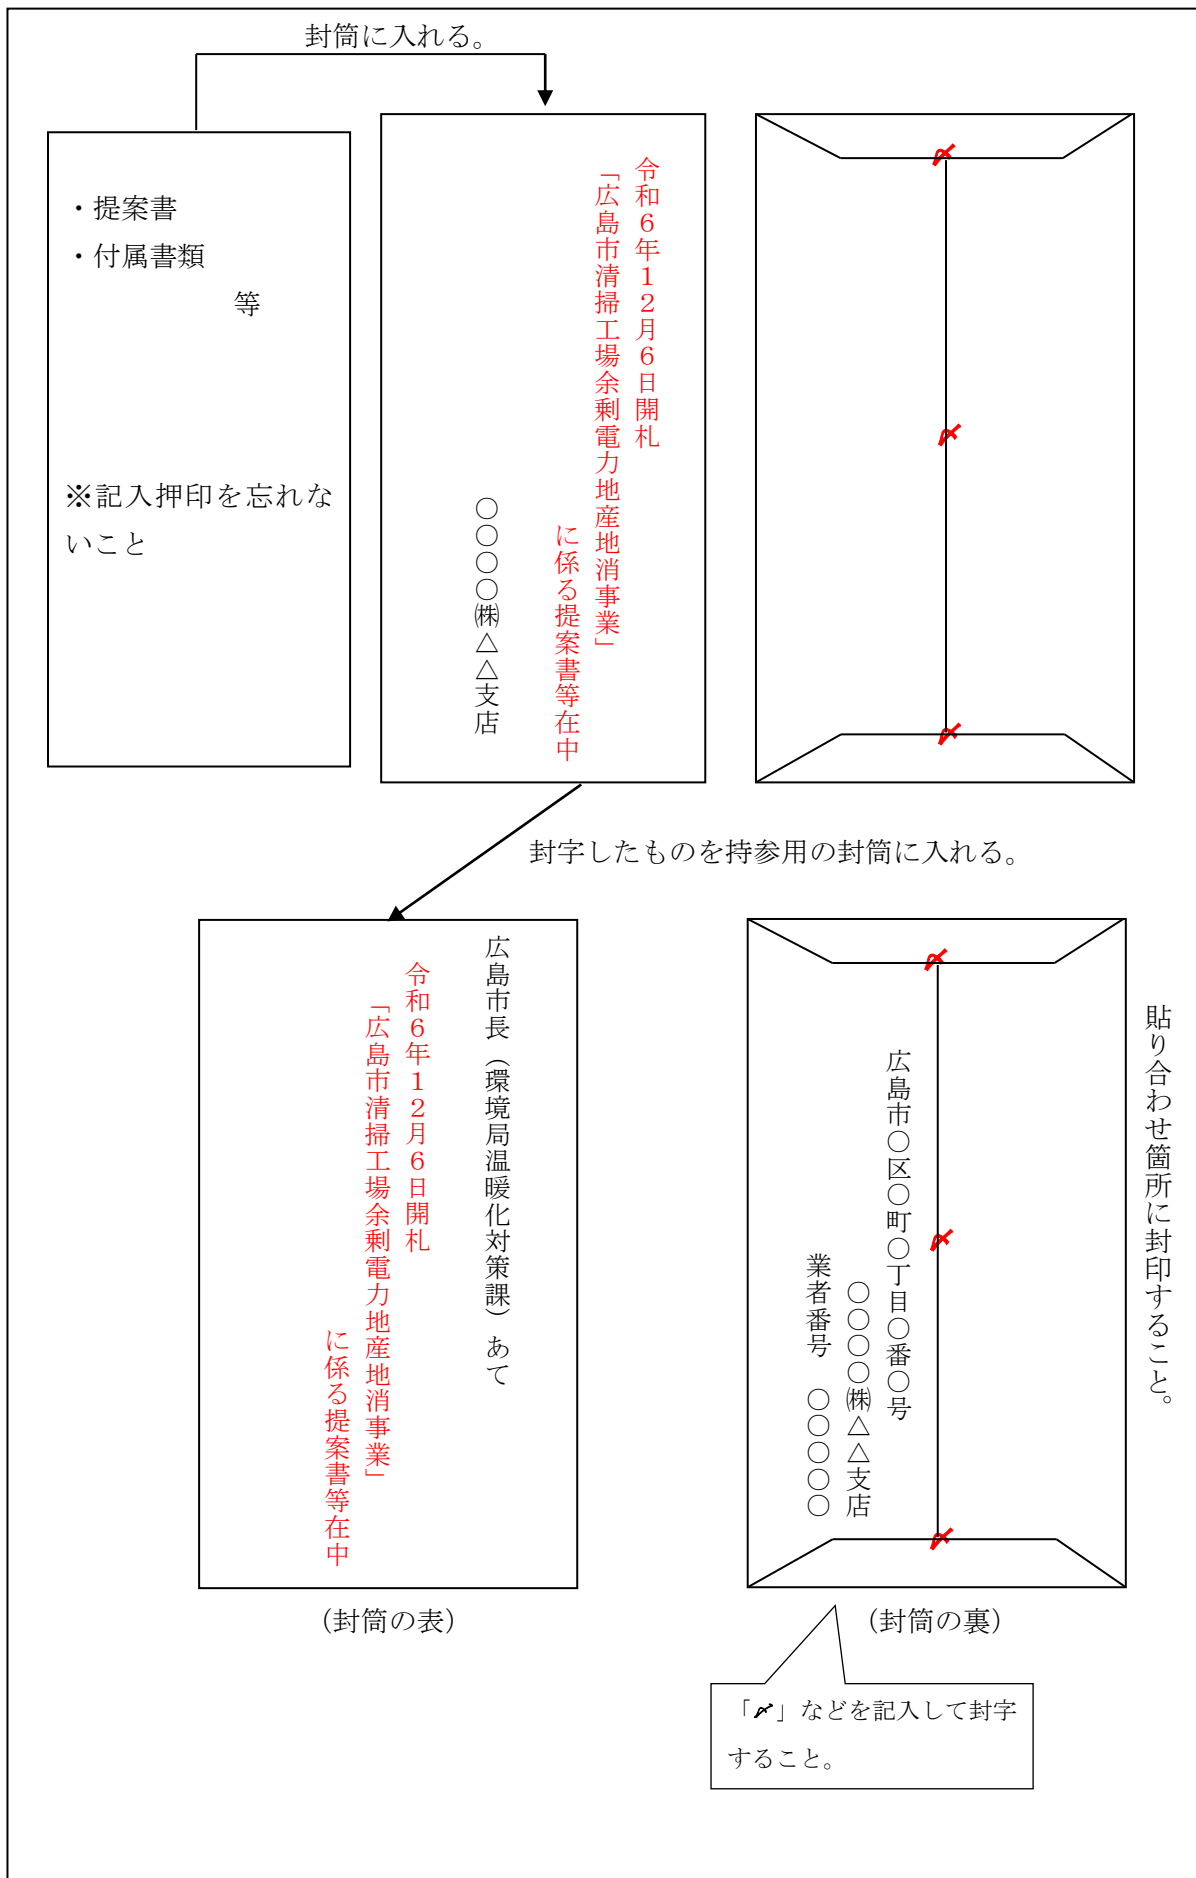 封筒に入れる。
・提案書
・付属書類
等
※記入押印を忘れな
いこと
令和６年１２月６日開札
「広島市清掃工場余剰電力地産地消事業」
に係る提案書等在中
○○○○㈱△△支店
〆
〆
〆
封字したものを持参用の封筒に入れる。
広島市長（環境局温暖化対策課）あて
令和６年１２月６日開札
「広島市清掃工場余剰電力地産地消事業」
に係る提案書等在中
（封筒の表）
貼り合わせ箇所に封印すること。
〆
〆
〆
広島市○区○町○丁目○番○号
○○○○㈱△△支店
業者番号　○○○○○
（封筒の裏）
「〆」などを記入して封字
すること。